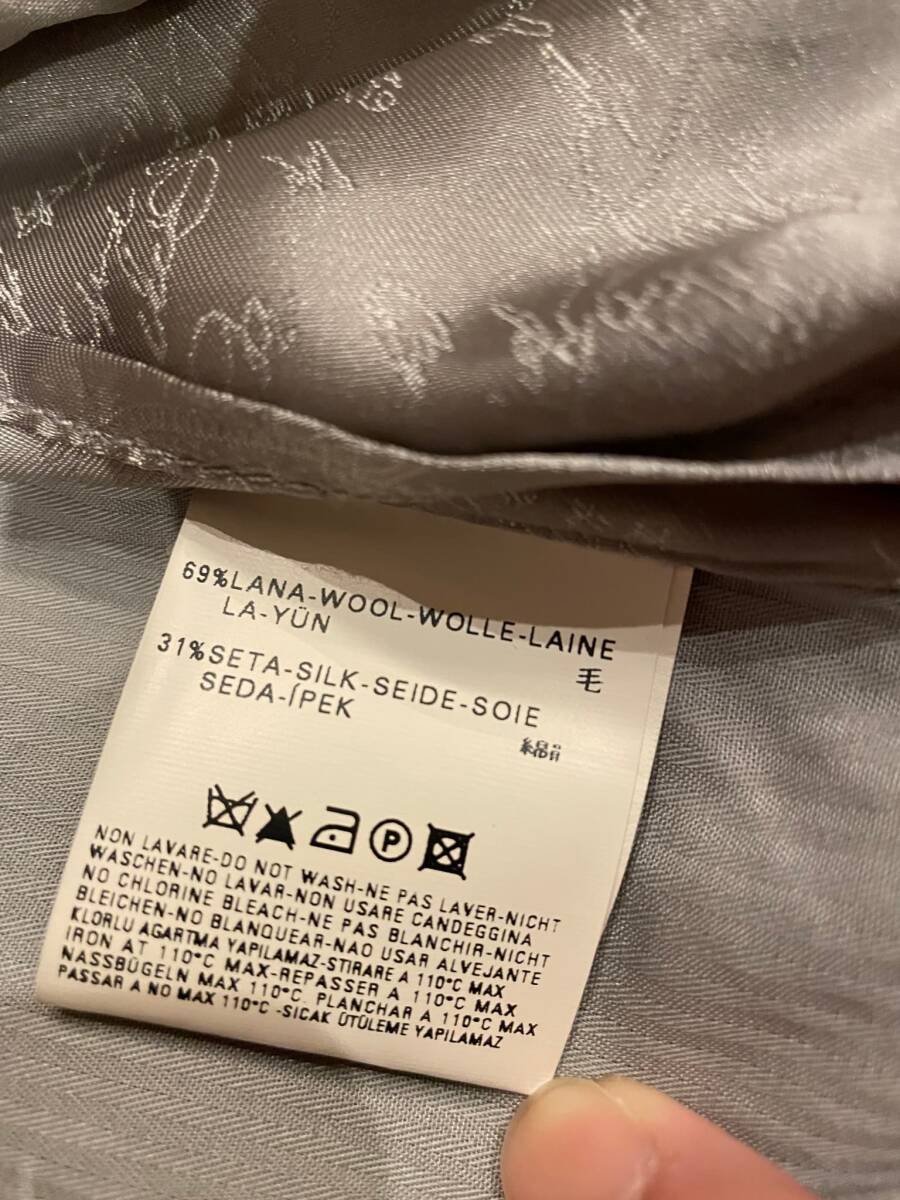 69%LANA-WOOL-WOLLE-LAINE
LA-YÜN
毛
31%SETA-SILK-SEIDE-SOIE
SEDA-ÍPEK
P
NON LAVARE-DO NOT WASH-NE PAS LAVER-NICHT
WASCHEN-NO LAVAR-NON USARE CANDEGGINA
NO CHLORINE BLEACH-NE PAS BLANCHIR-NICHT
BLEICHEN-NO BLANQUEAR-NAO USAR ALVEJANTE
KLORLU AGARTMA YAPILAMAZ-STIRARE A 110°C MAX
IRON AT 110°C MAX-REPASSER A 110°C MAX
NASSBÜGELN MAX 110°C. PLANCHAR A 110°C MAX
PASSAR A NO MAX 110°C -SICAK ÜTÜLEME YAPILAMAZ